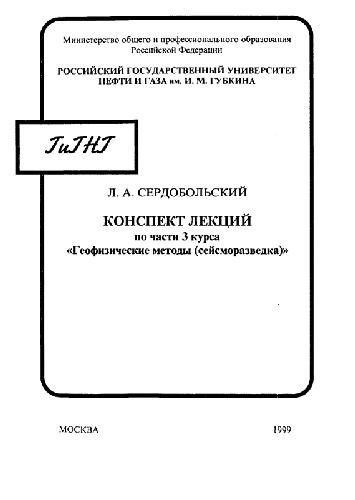 Министерство общего и профессионального образования
Российской Федерации
РОССИЙСКИЙ ГОСУДАРСТВЕННЫЙ УНИВЕРСИТЕТ
НЕФТИ И ГАЗА им. И. М. ГУБКИНА
ГиГНГ
Л. А. СЕРДОБОЛЬСКИЙ
КОНСПЕКТ ЛЕКЦИЙ
по части 3 курса
«Геофизические методы (сейсморазведка)»
МОСКВА 1999